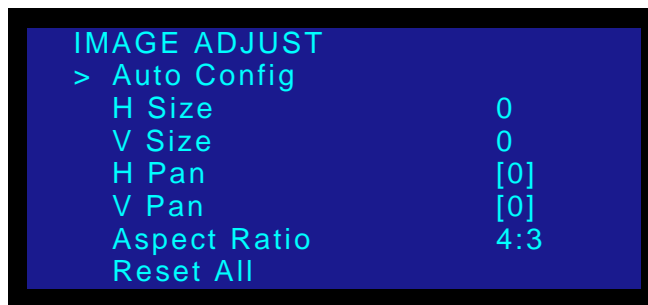 IMAGE ADJUST
> Auto Config
H Size 0
V Size 0
H Pan [0]
V Pan [0]
Aspect Ratio 4:3
Reset All